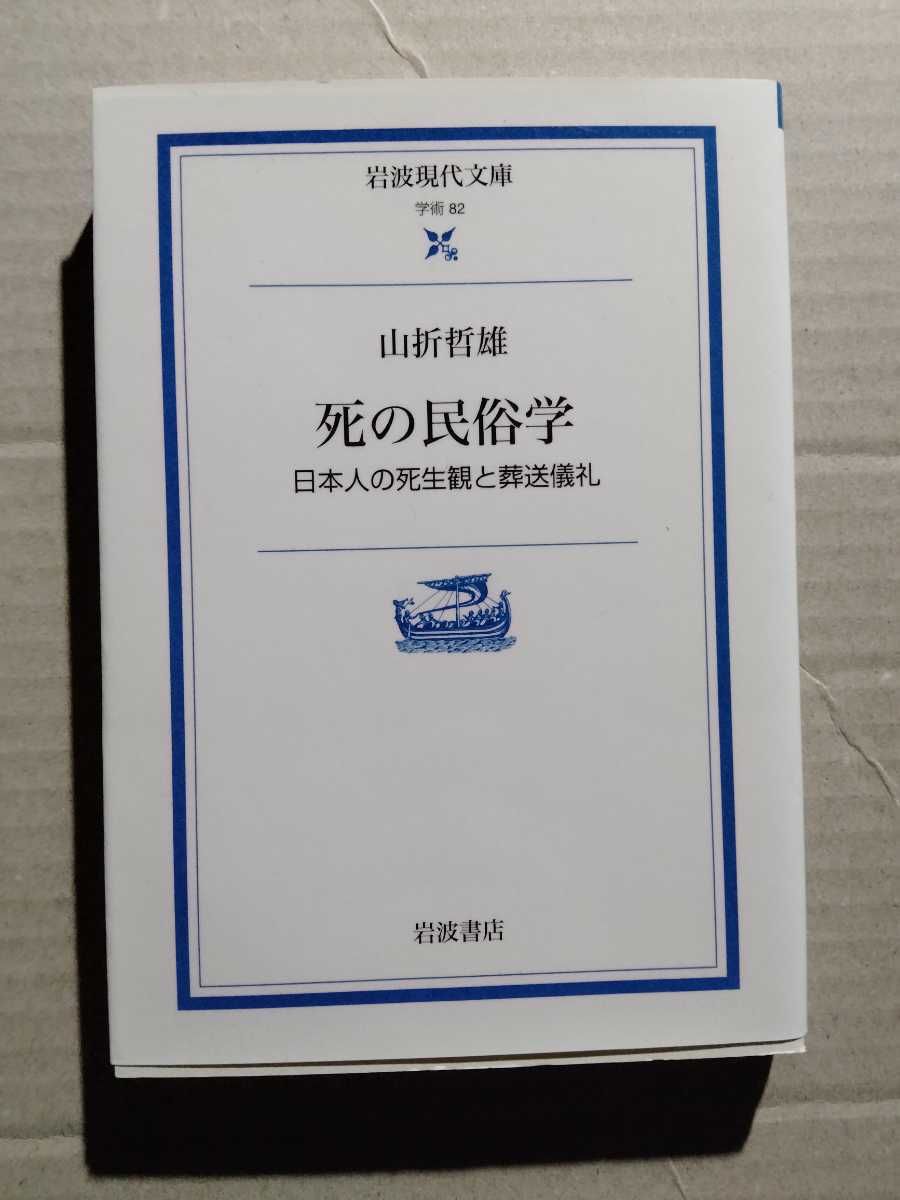 岩波現代文庫
学術 82
山折哲雄
死の民俗学
日本人の死生観と葬送儀礼
岩波書店